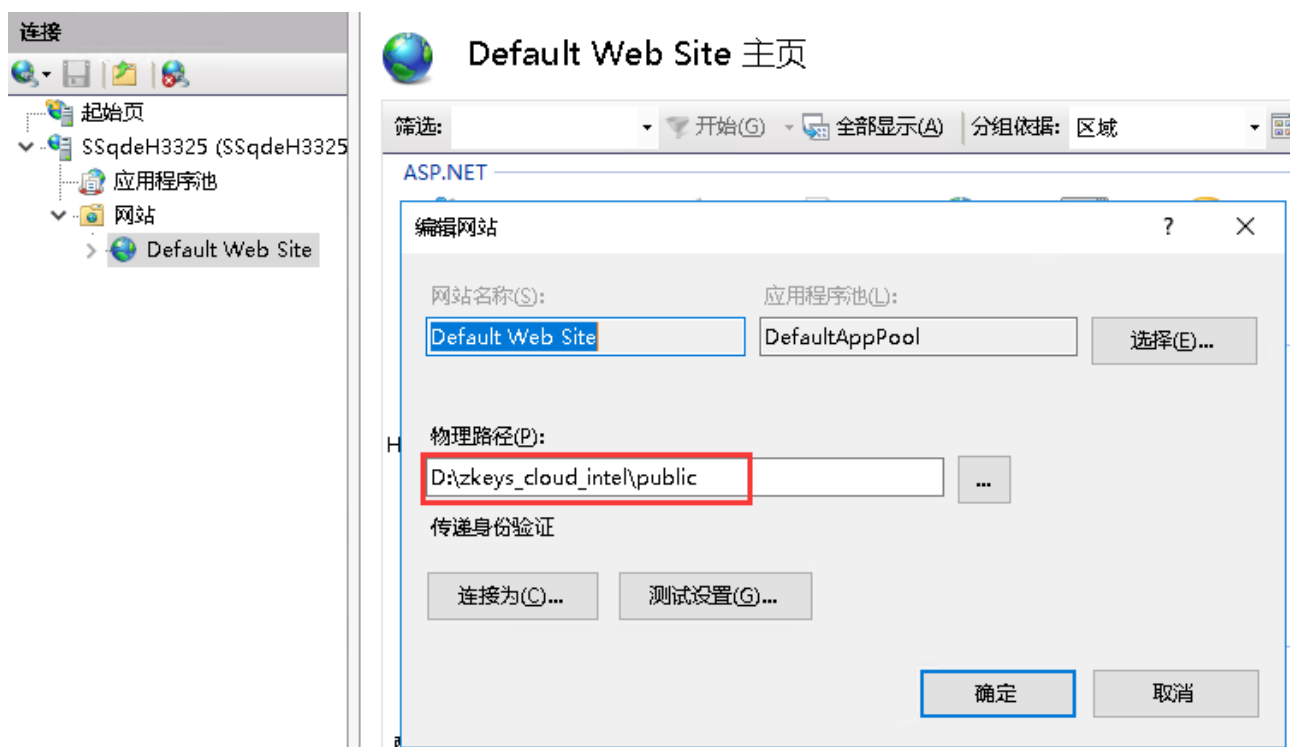 连接
起始页
SSqdeH3325 (SSqdeH3325
应用程序池
网站
Default Web Site
Default Web Site 主页
筛选: 开始(G) 全部显示(A) 分组依据: 区域
ASP.NET
编辑网站 ?
网站名称(S): 应用程序池(L):
Default Web Site DefaultAppPool 选择(E)...
H
物理路径(P):
D:\zkeys_cloud_intel\public ...
传递身份验证
连接为(C)... 测试设置(G)...
确定 取消